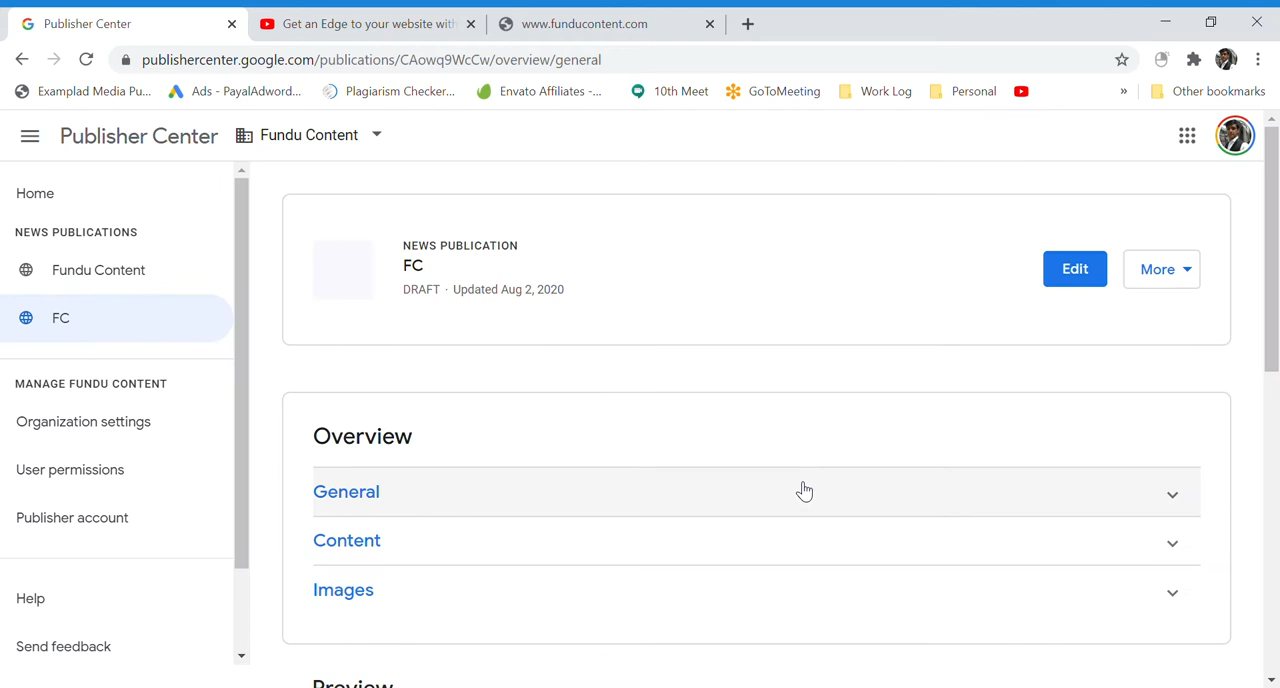 Publisher Center
Get an Edge to your website with
www.funducontent.com
publishercenter.google.com/publications/CAowq9WcCw/overview/general
Examplad Media Pu...
Ads - PayalAdword...
Plagiarism Checker...
Envato Affiliates -...
10th Meet
GoToMeeting
Work Log
Personal
»
Other bookmarks
Publisher Center
Fundu Content
Home
NEWS PUBLICATIONS
Fundu Content
FC
MANAGE FUNDU CONTENT
Organization settings
User permissions
Publisher account
Help
Send feedback
NEWS PUBLICATION
FC
DRAFT · Updated Aug 2, 2020
Edit
More
Overview
General
Content
Images
Preview